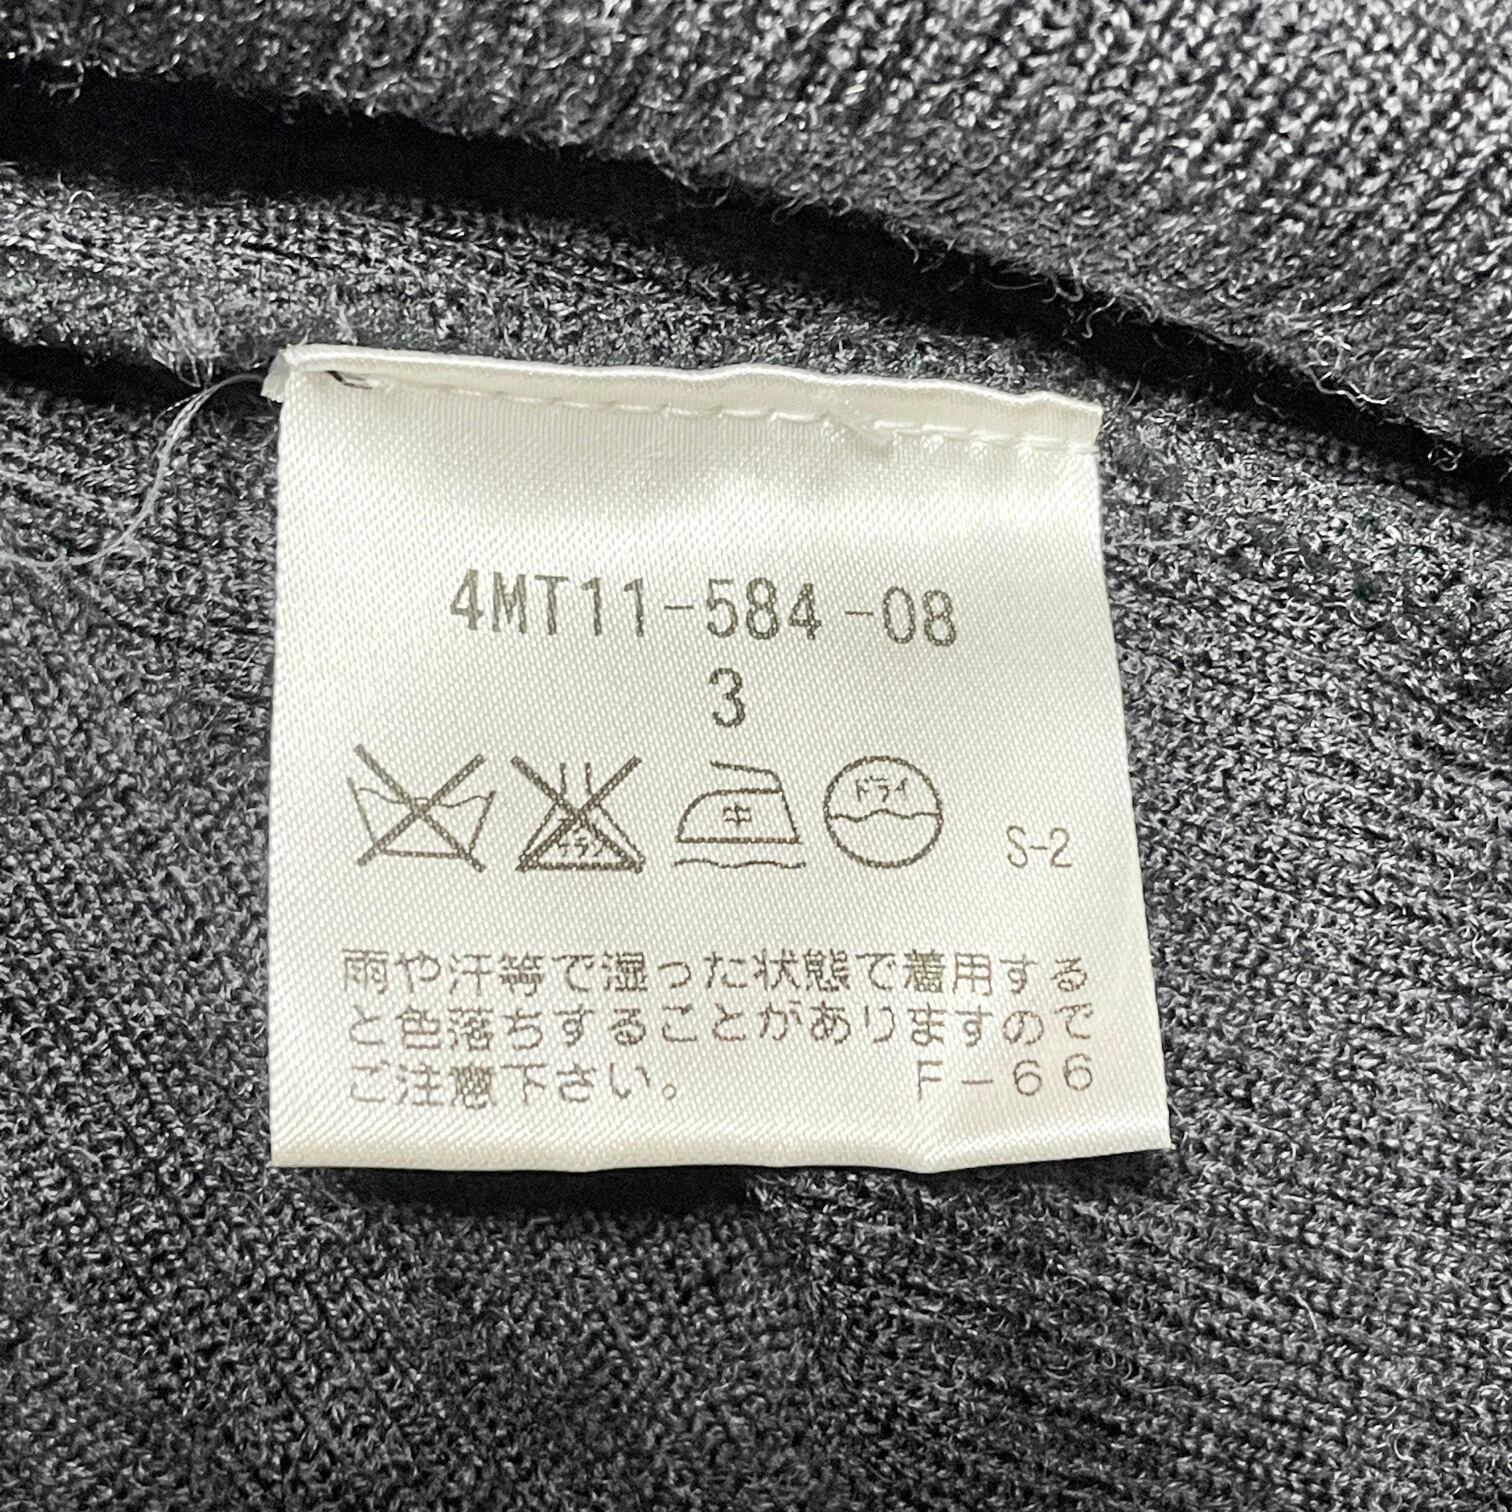 4MT11-584-08
3
中
ドライ
S-2
雨や汗等で湿った状態で着用する
と色落ちすることがありますので
ご注意下さい。 F-66